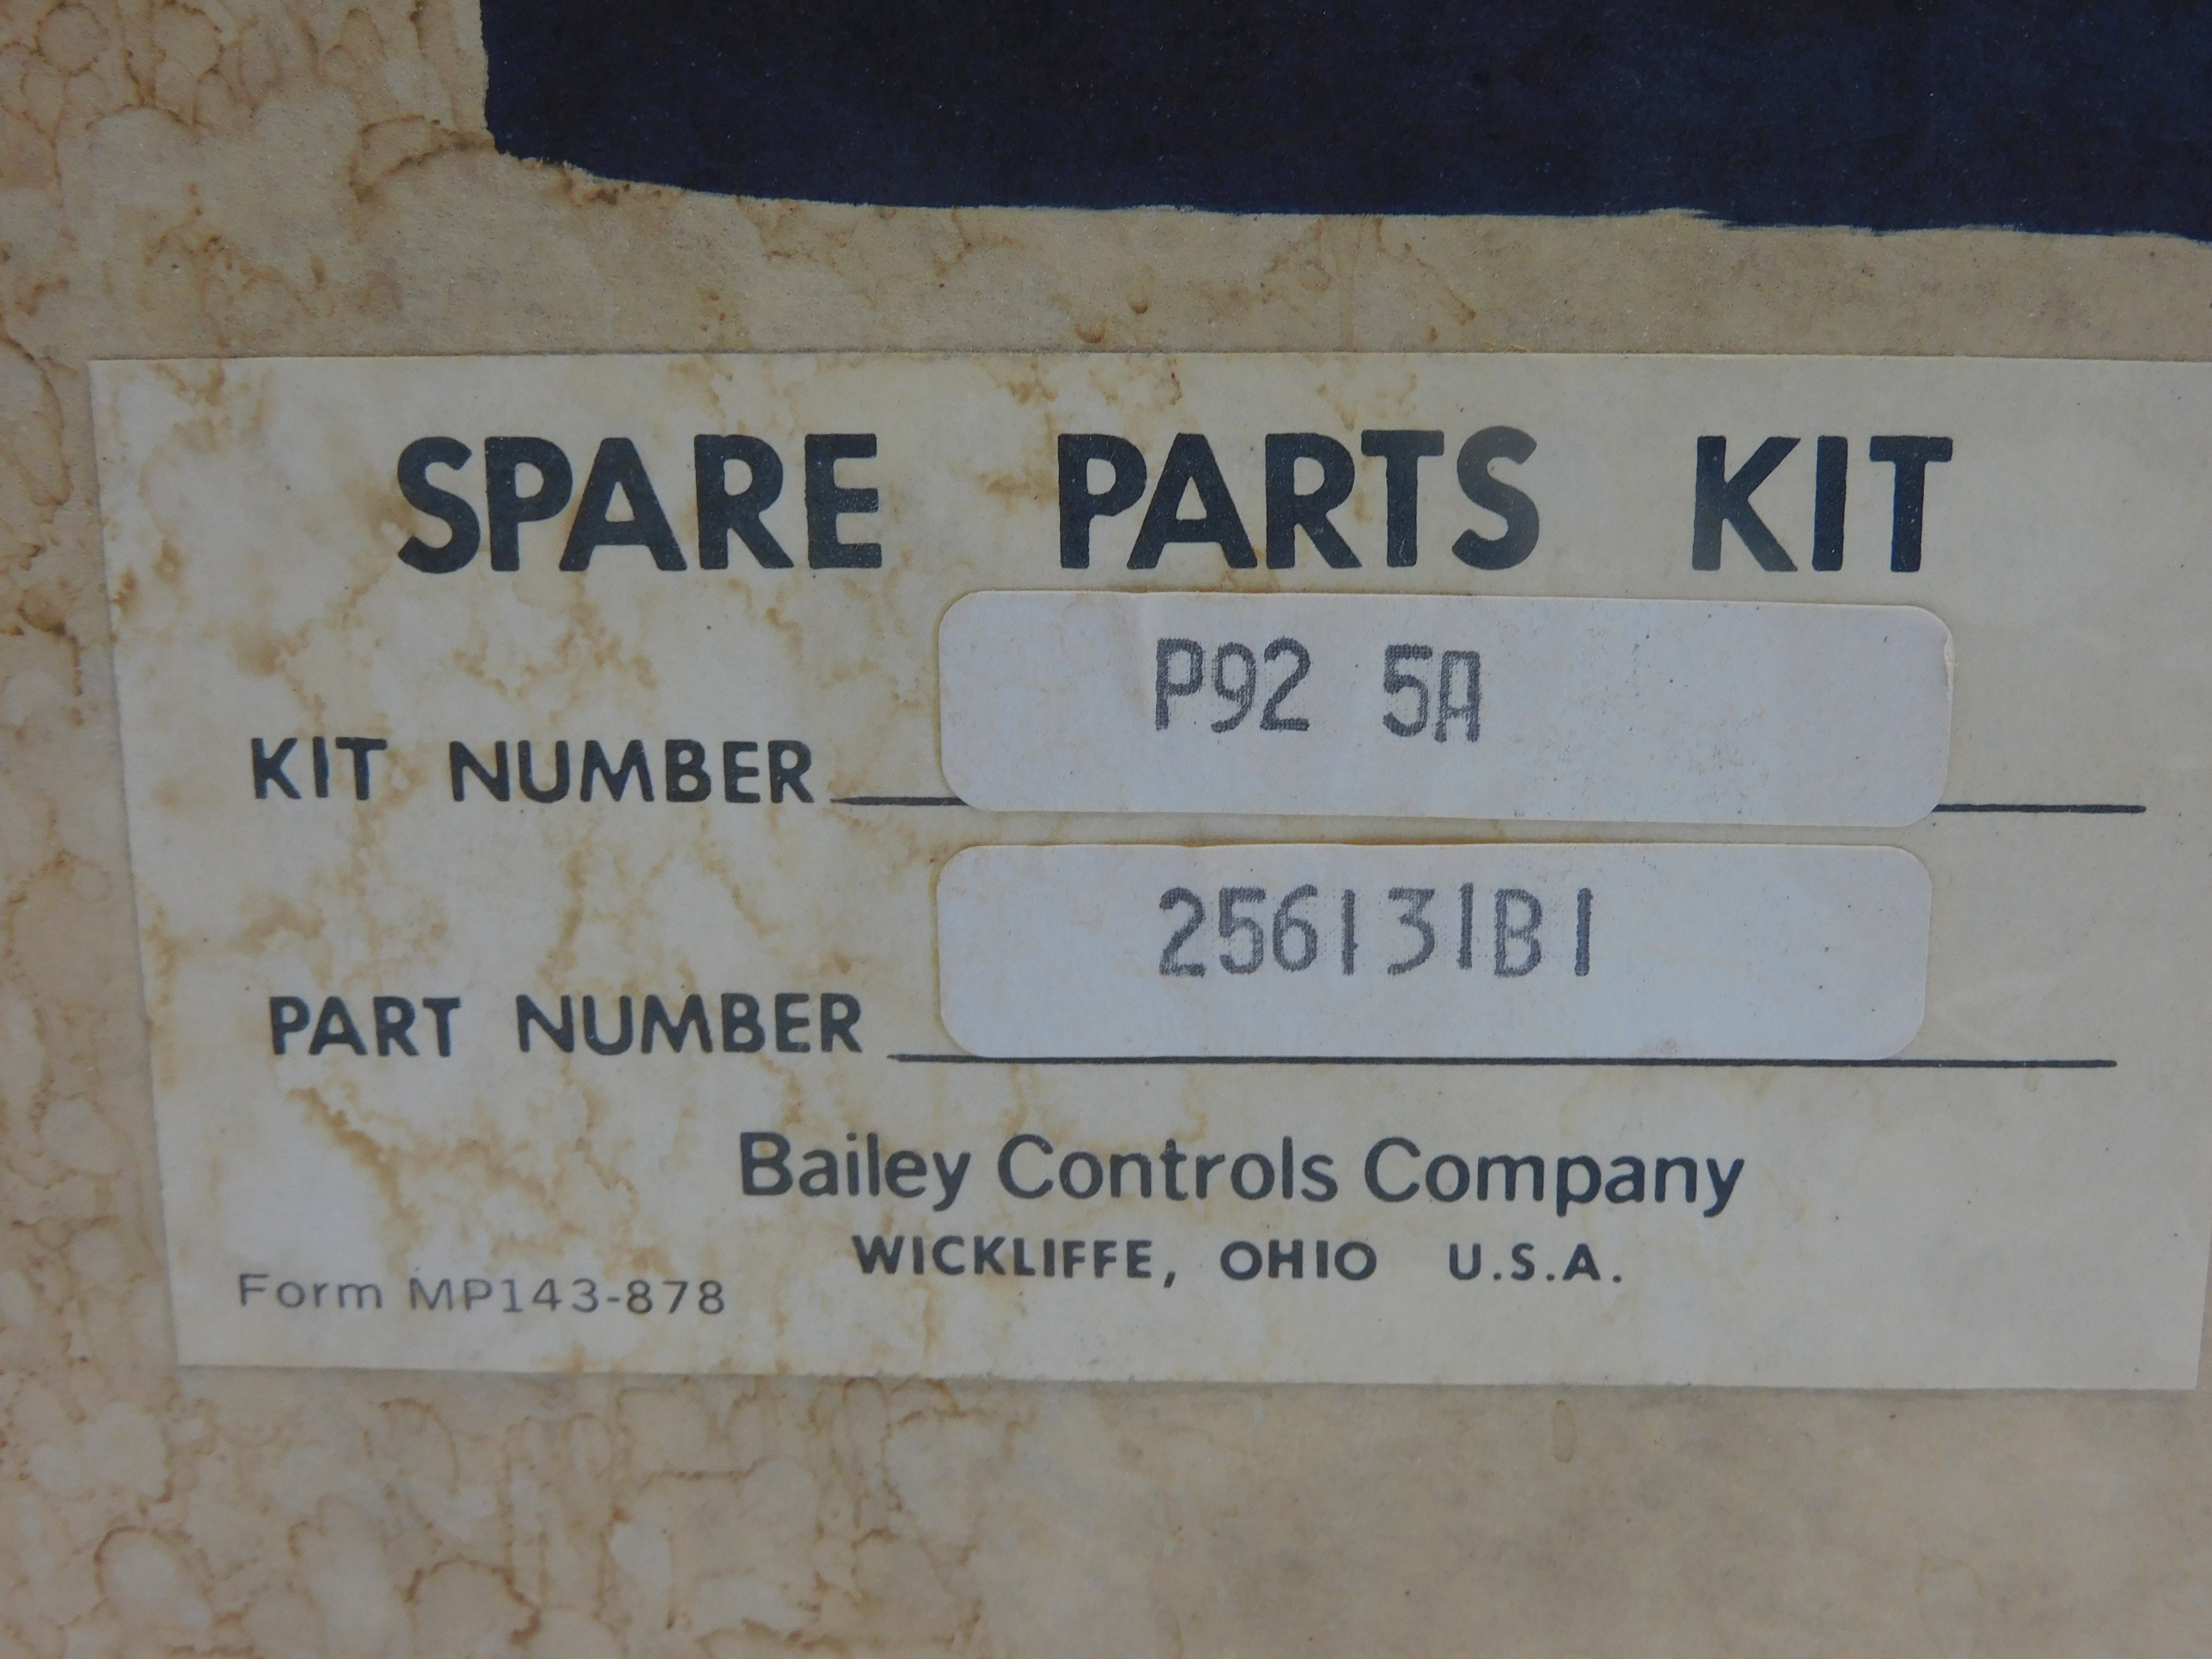 SPARE PARTS KIT
KIT NUMBER P92 5A
PART NUMBER 256131B1
Bailey Controls Company
WICKLIFFE, OHIO U.S.A.
Form MP143-878